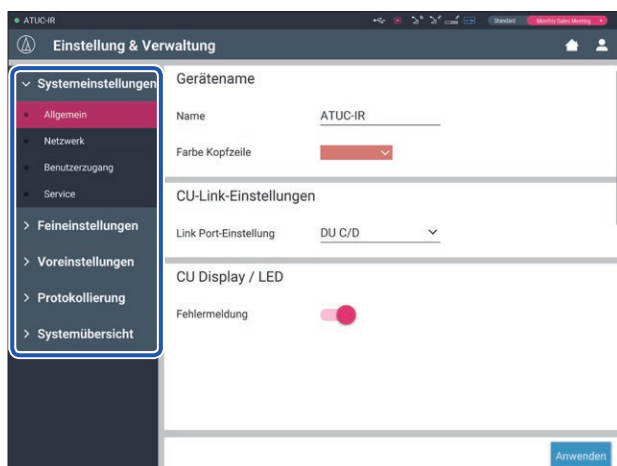 ATUC-IR
Standard
Monthly Sales Meeting
Einstellung & Verwaltung
Systemeinstellungen
Allgemein
Netzwerk
Benutzerzugang
Service
Feineinstellungen
Voreinstellungen
Protokollierung
Systemübersicht
Gerätename
Name ATUC-IR
Farbe Kopfzeile
CU-Link-Einstellungen
Link Port-Einstellung DU C/D
CU Display / LED
Fehlermeldung
Anwenden